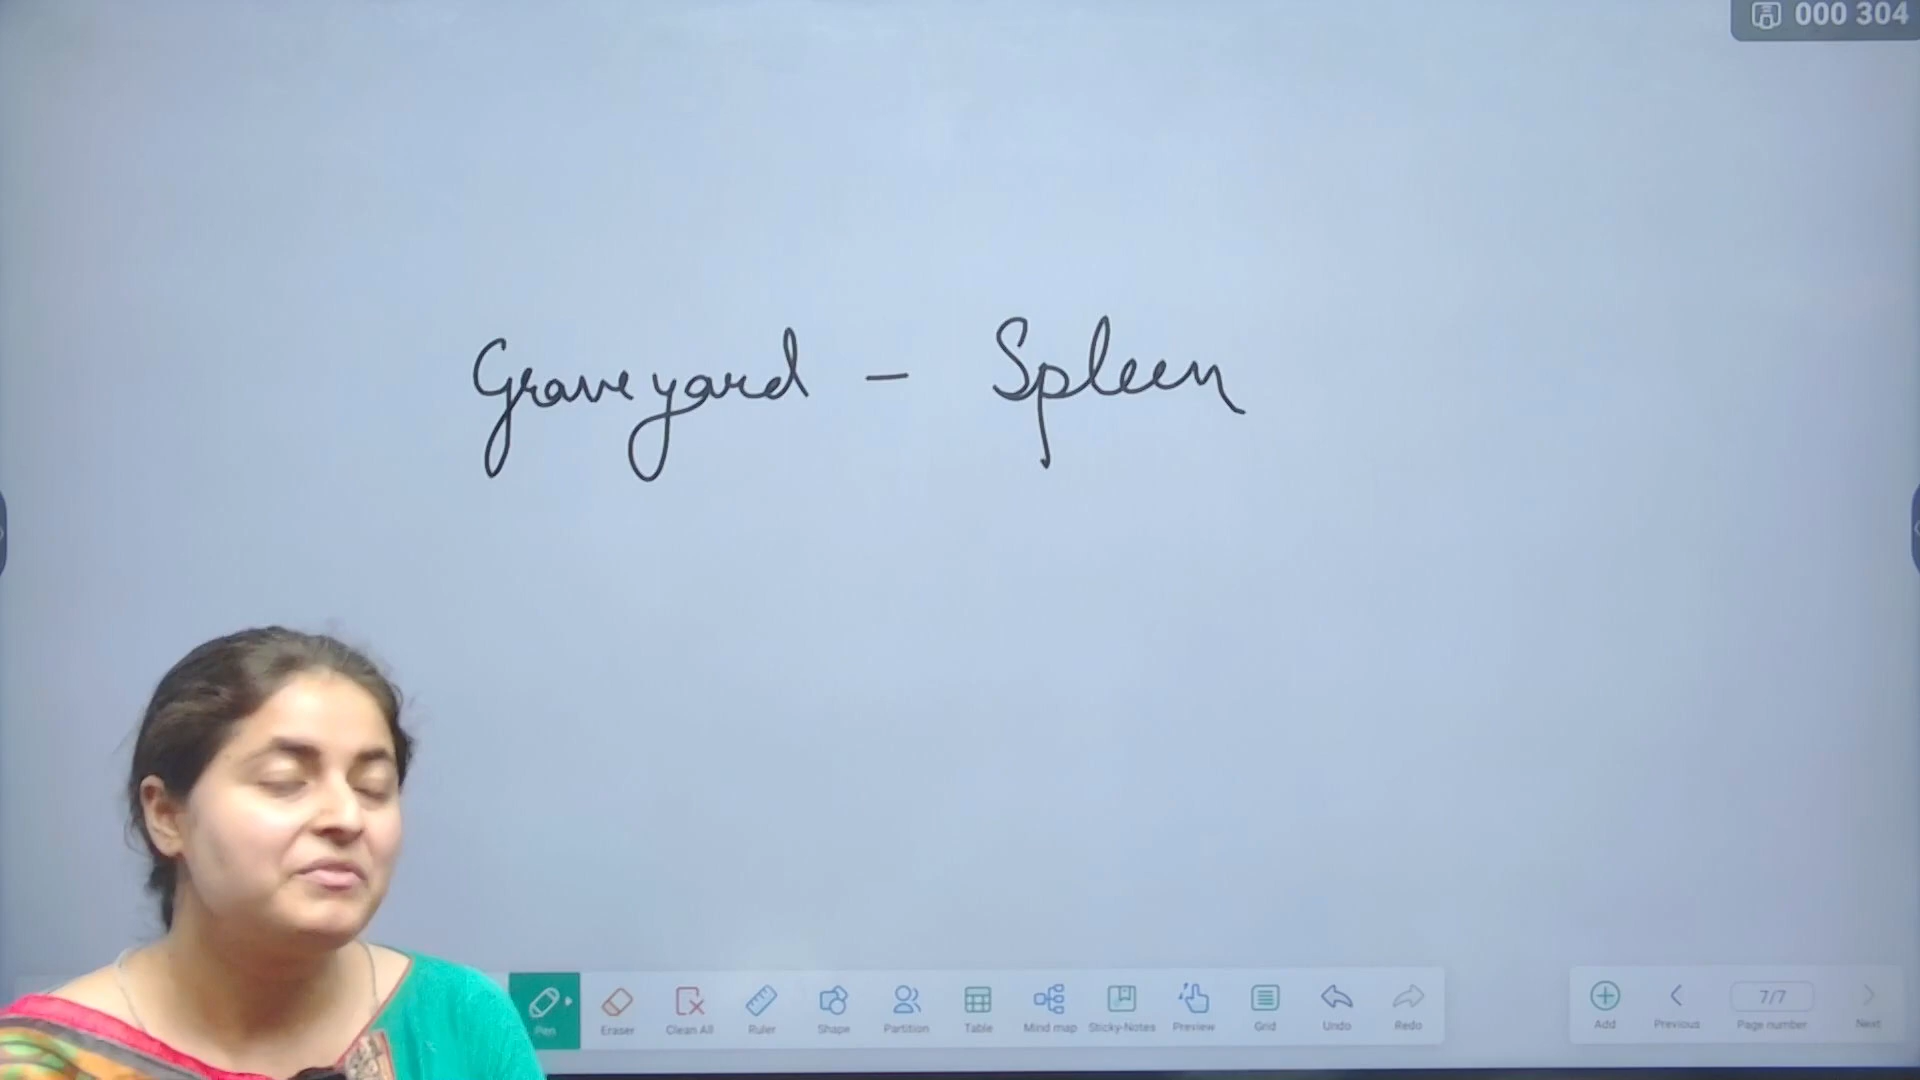 000 304
Graveyard - Spleen
Pen Eraser Clean All Ruler Shape Partition Table Mind map Sticky-Notes Preview Grid Undo Redo
Add Previous 7/7 Page number Next